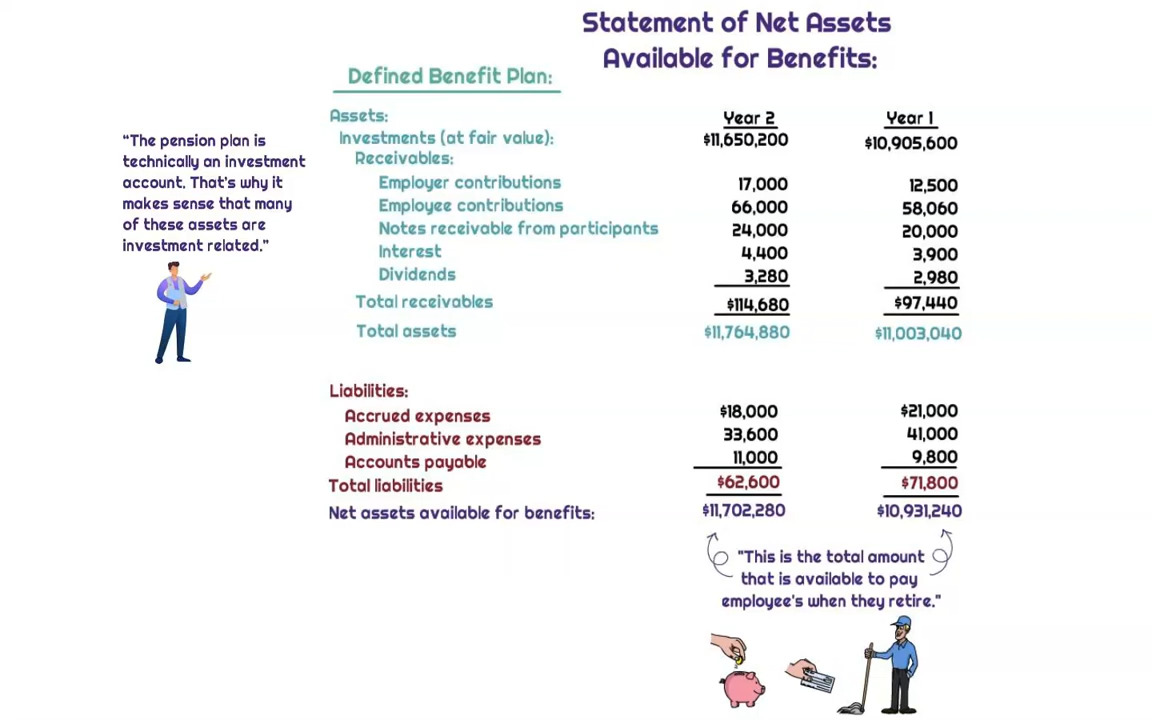 Statement of Net Assets
Available for Benefits:
Defined Benefit Plan:
"The pension plan is
technically an investment
account. That's why it
makes sense that many
of these assets are
investment related."
Assets: Year 2 Year 1
Investments (at fair value): $11,650,200 $10,905,600
Receivables:
Employer contributions 17,000 12,500
Employee contributions 66,000 58,060
Notes receivable from participants 24,000 20,000
Interest 4,400 3,900
Dividends 3,280 2,980
Total receivables $114,680 $97,440
Total assets $11,764,880 $11,003,040
Liabilities:
Accrued expenses $18,000 $21,000
Administrative expenses 33,600 41,000
Accounts payable 11,000 9,800
Total liabilities $62,600 $71,800
Net assets available for benefits: $11,702,280 $10,931,240
"This is the total amount
that is available to pay
employee's when they retire."